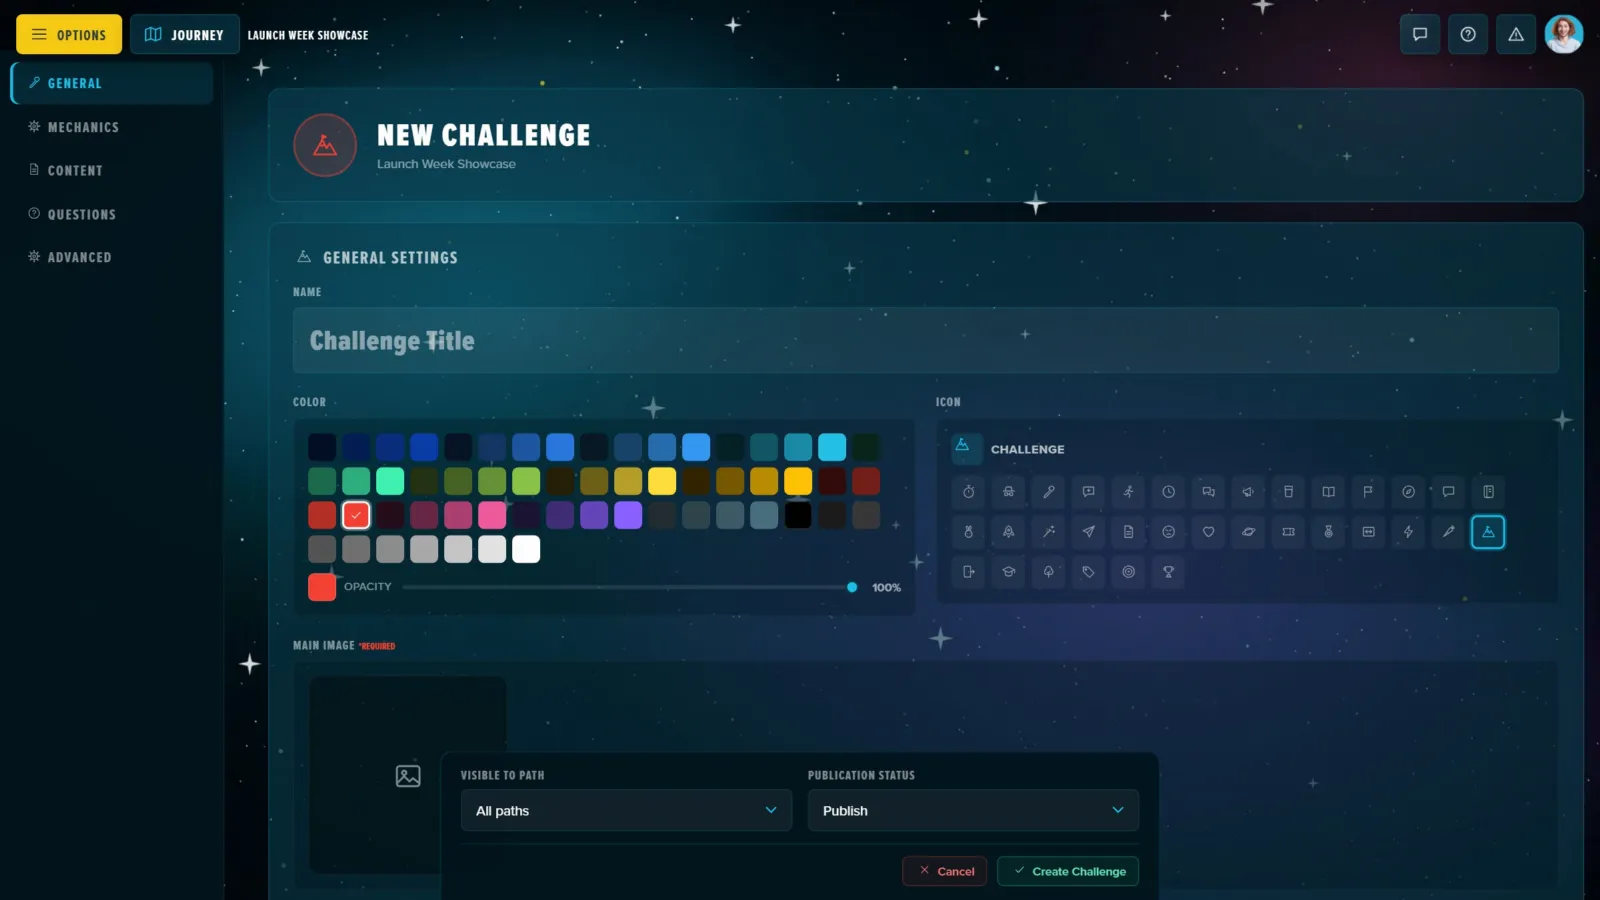 OPTIONS
JOURNEY
LAUNCH WEEK SHOWCASE
GENERAL
MECHANICS
CONTENT
QUESTIONS
ADVANCED
NEW CHALLENGE
Launch Week Showcase
GENERAL SETTINGS
NAME
Challenge Title
COLOR
OPACITY
100%
ICON
CHALLENGE
MAIN IMAGE *REQUIRED
VISIBLE TO PATH
All paths
PUBLICATION STATUS
Publish
Cancel
Create Challenge